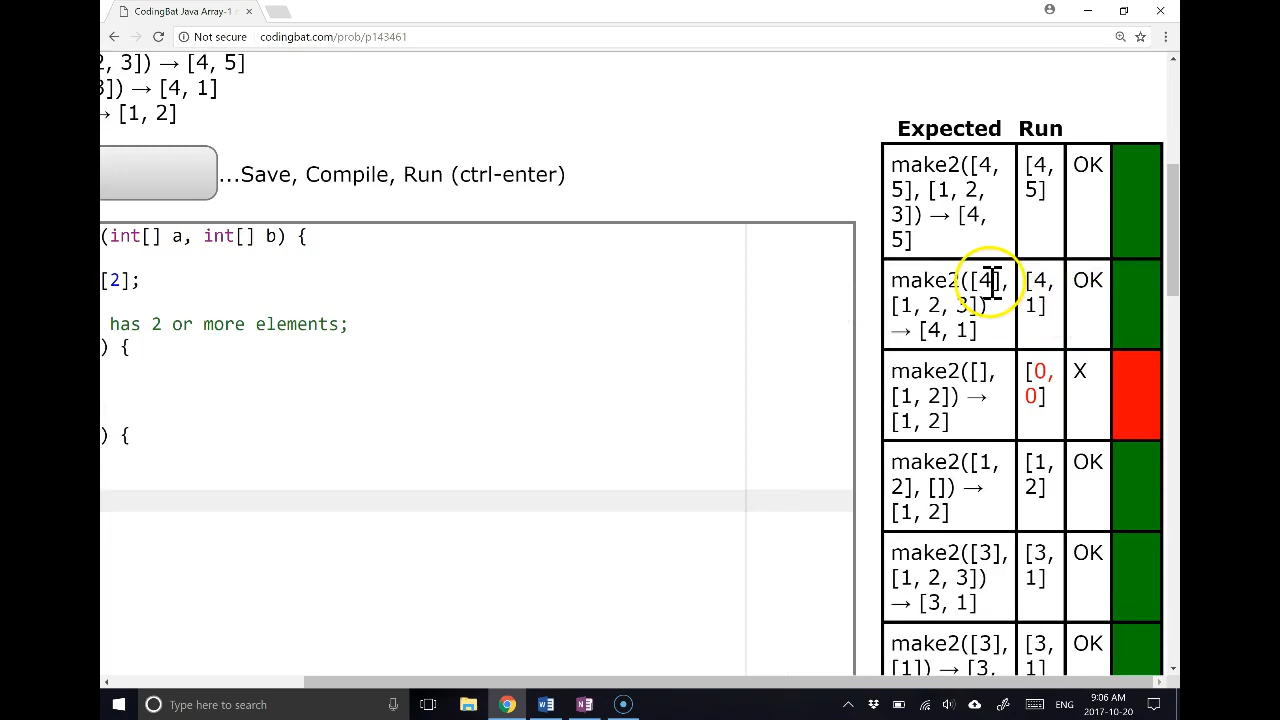 CodingBat Java Array-1
Not secure
codingbat.com/prob/p143461
2, 3]) → [4, 5]
3]) → [4, 1]
→ [1, 2]
...Save, Compile, Run (ctrl-enter)
(int[] a, int[] b) {
[2];
has 2 or more elements;
) {
) {
Expected Run
make2([4, [4, OK
5], [1, 2, 5]
3]) → [4,
5]
make2([4], [4, OK
[1, 2, 3]) 1]
→ [4, 1]
make2([], [0, X
[1, 2]) → 0]
[1, 2]
make2([1, [1, OK
2], []) → 2]
[1, 2]
make2([3], [3, OK
[1, 2, 3]) 1]
→ [3, 1]
make2([3], [3, OK
[1]) → [3, 1]
Type here to search
ENG
9:06 AM
2017-10-20